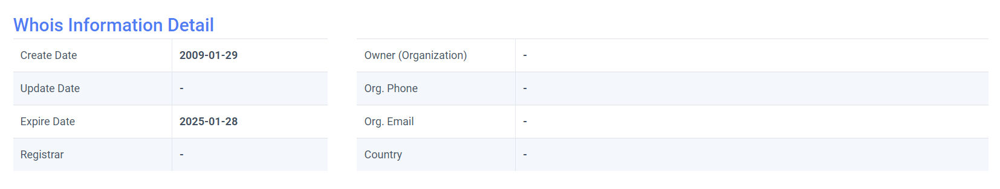 Whois Information Detail
Create Date 2009-01-29
Update Date -
Expire Date 2025-01-28
Registrar -
Owner (Organization) -
Org. Phone -
Org. Email -
Country -